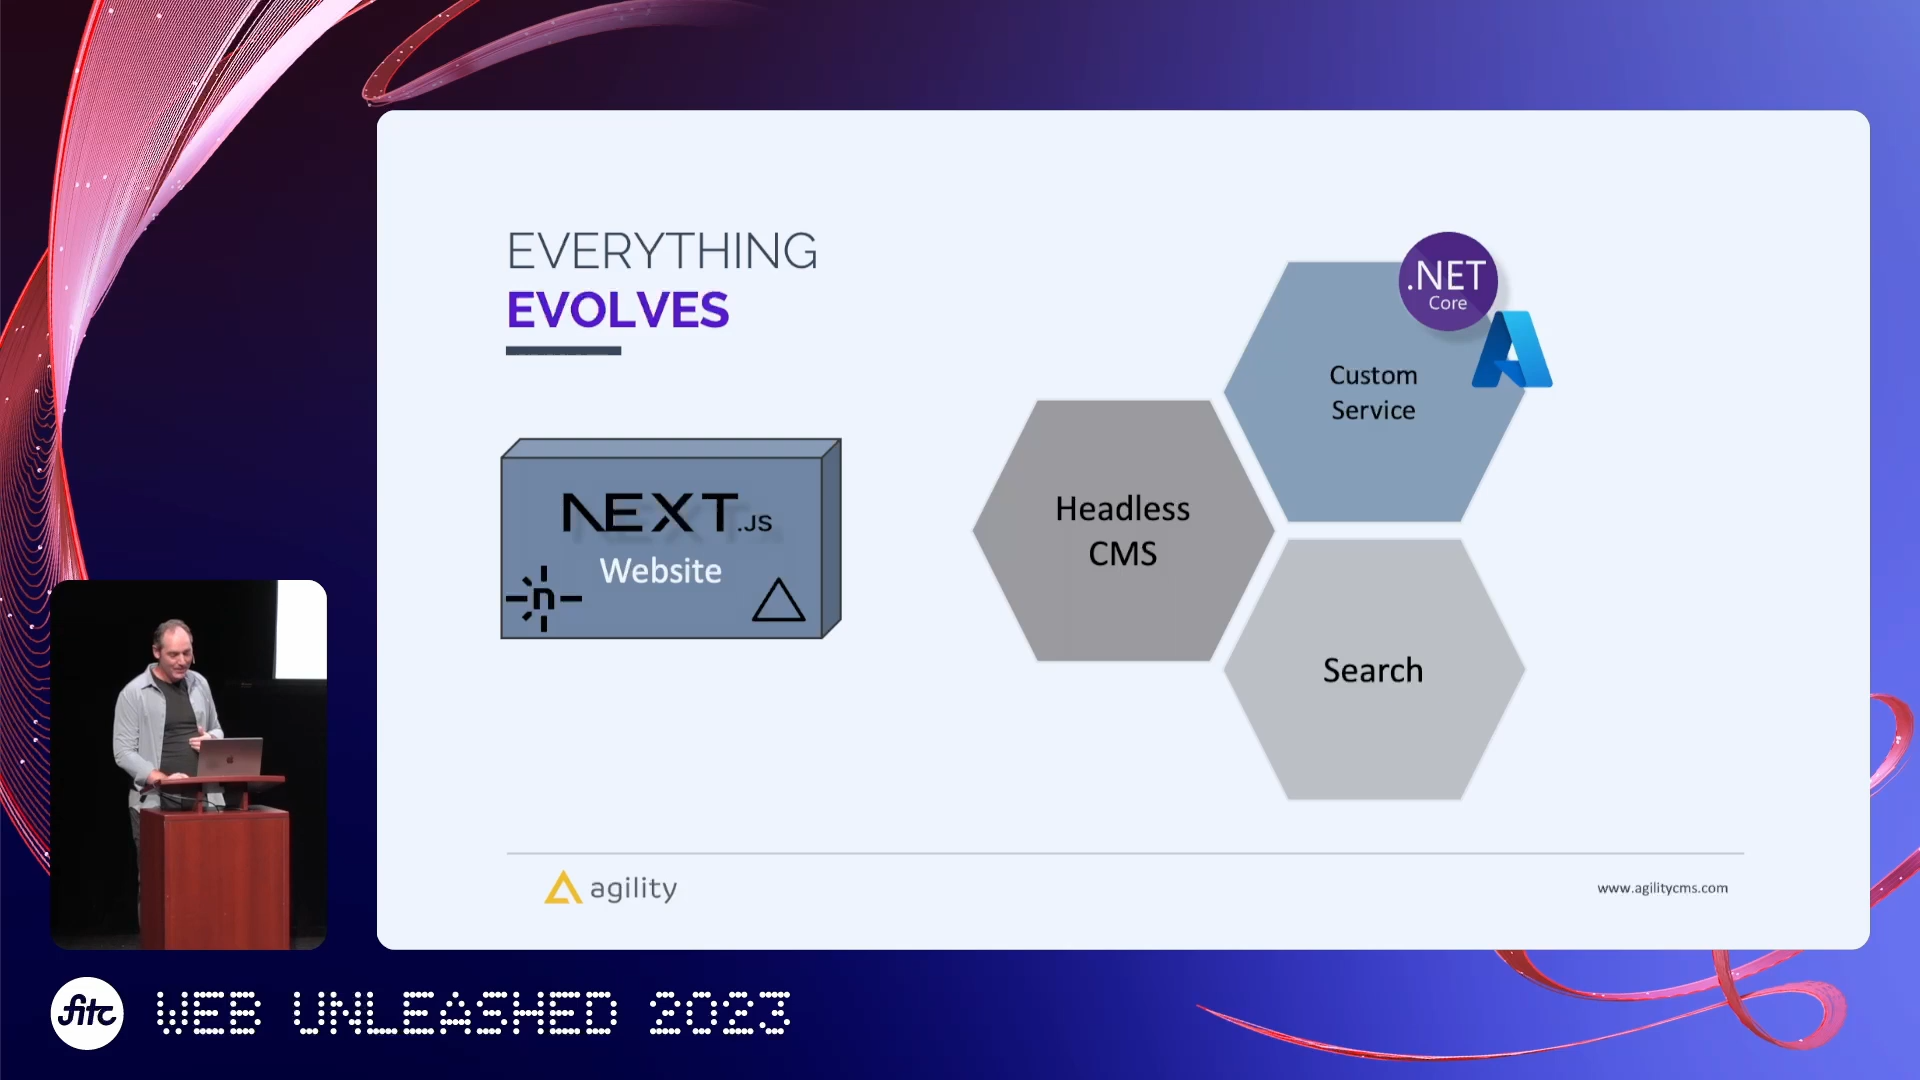 EVERYTHING
EVOLVES
NEXT.JS
Website
n
.NET
Core
Custom
Service
Headless
CMS
Search
agility
www.agilitycms.com
fitc
WEB UNLEASHED 2023